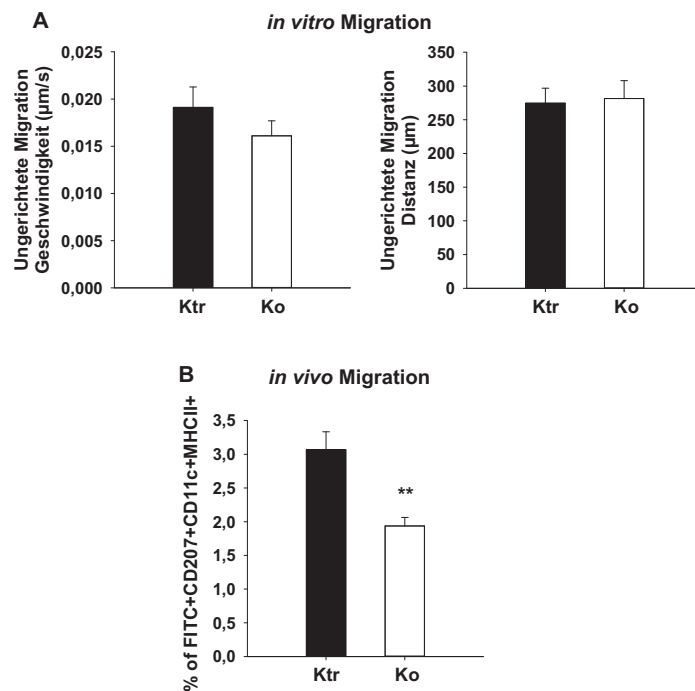 A
in vitro Migration
Ungerichtete Migration
Geschwindigkeit (µm/s)
0,025
0,020
0,015
0,010
0,005
0,000
Ktr Ko
Ungerichtete Migration
Distanz (µm)
350
300
250
200
150
100
50
0
Ktr Ko
B
in vivo Migration
% of FITC+CD207+CD11c+MHCII+
3,5
3,0
2,5
2,0
1,5
1,0
0,5
0,0
**
Ktr Ko